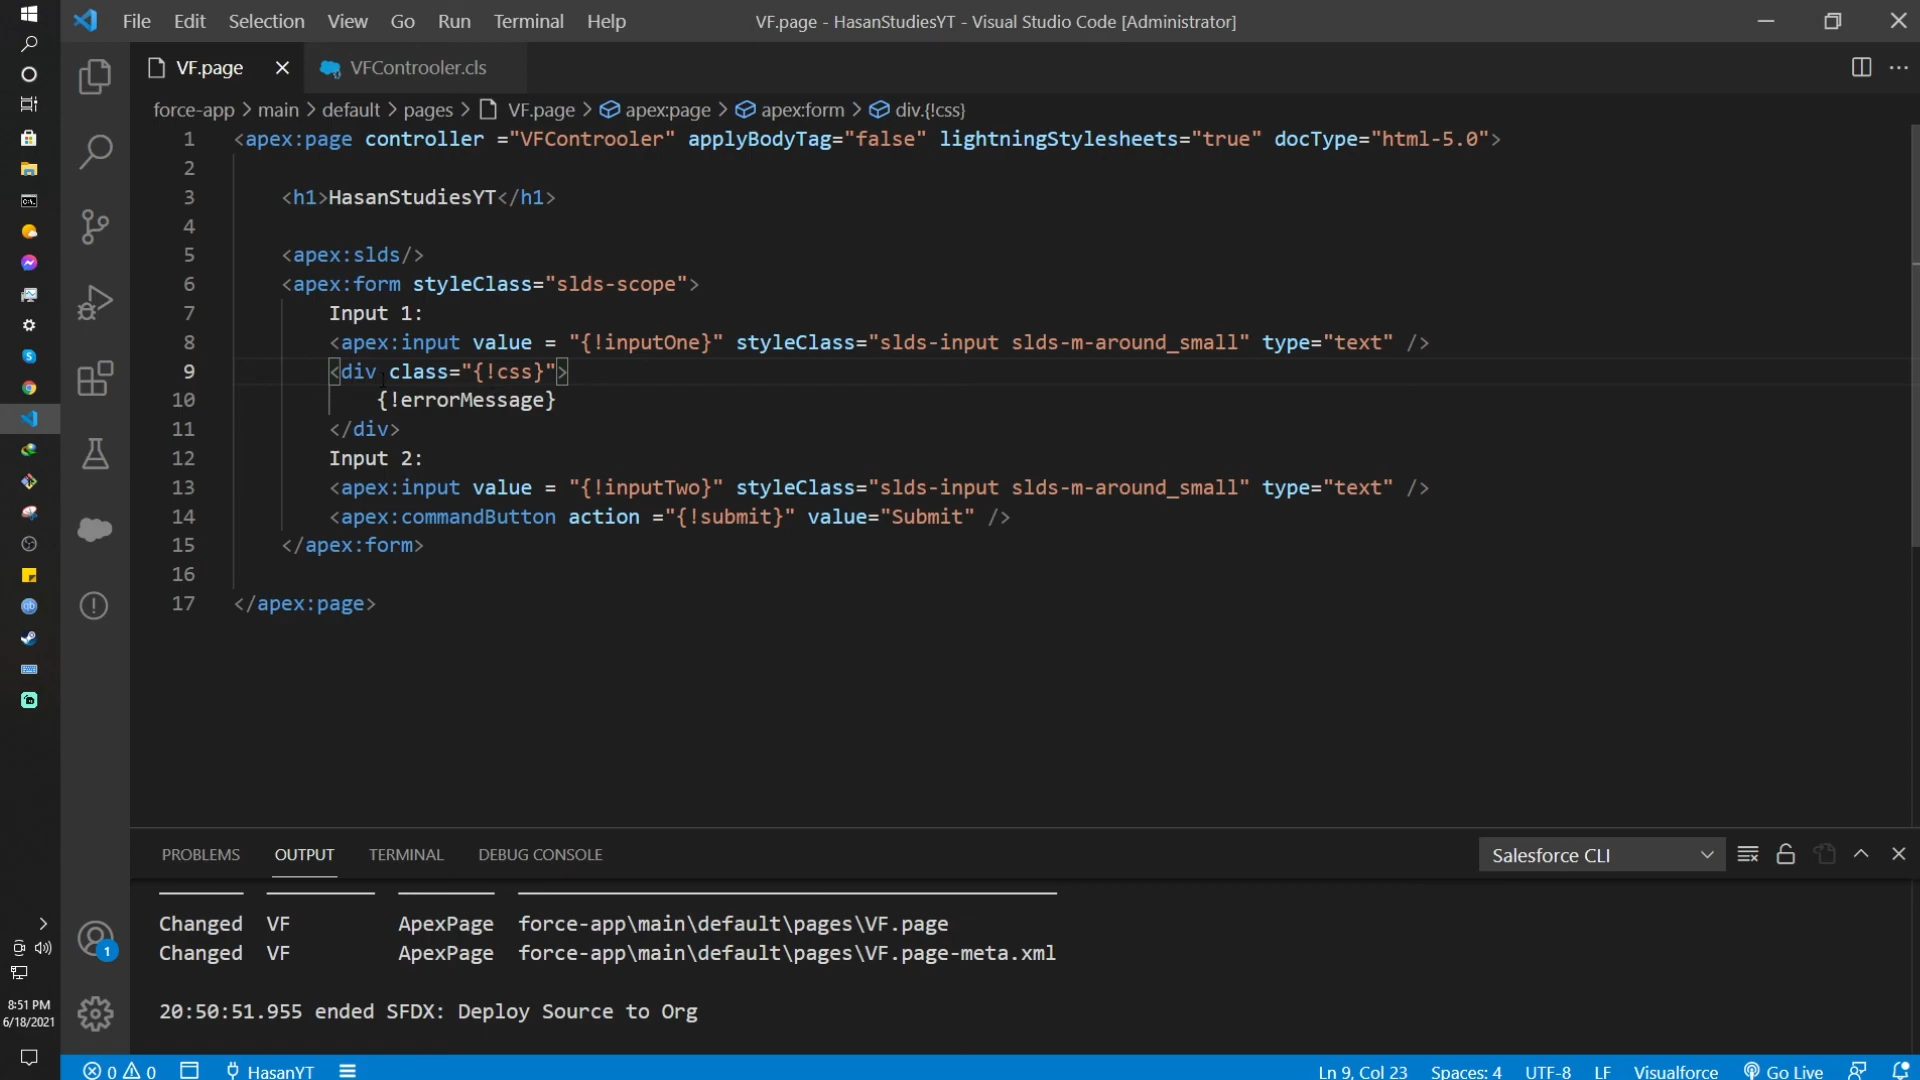 File Edit Selection View Go Run Terminal Help VF.page - HasanStudiesYT - Visual Studio Code [Administrator]
VF.page VFControoler.cls
force-app > main > default > pages > VF.page > apex:page > apex:form > div.{!css}
1 <apex:page controller ="VFControoler" applyBodyTag="false" lightningStylesheets="true" docType="html-5.0">
2
3 <h1>HasanStudiesYT</h1>
4
5 <apex:slds/>
6 <apex:form styleClass="slds-scope">
7 Input 1:
8 <apex:input value = "{!inputOne}" styleClass="slds-input slds-m-around_small" type="text" />
9 <div class="{!css}">
10 {!errorMessage}
11 </div>
12 Input 2:
13 <apex:input value = "{!inputTwo}" styleClass="slds-input slds-m-around_small" type="text" />
14 <apex:commandButton action ="{!submit}" value="Submit" />
15 </apex:form>
16
17 </apex:page>
PROBLEMS OUTPUT TERMINAL DEBUG CONSOLE Salesforce CLI
Changed VF ApexPage force-app\main\default\pages\VF.page
Changed VF ApexPage force-app\main\default\pages\VF.page-meta.xml
20:50:51.955 ended SFDX: Deploy Source to Org
1
8:51 PM
6/18/2021
0 0 HasanYT Ln 9, Col 23 Spaces: 4 UTF-8 LF Visualforce Go Live